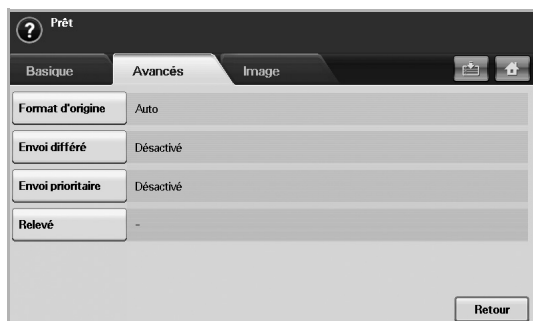 ? Prêt
Basique Avancés Image
Format d'origine Auto
Envoi différé Désactivé
Envoi prioritaire Désactivé
Relevé -
Retour